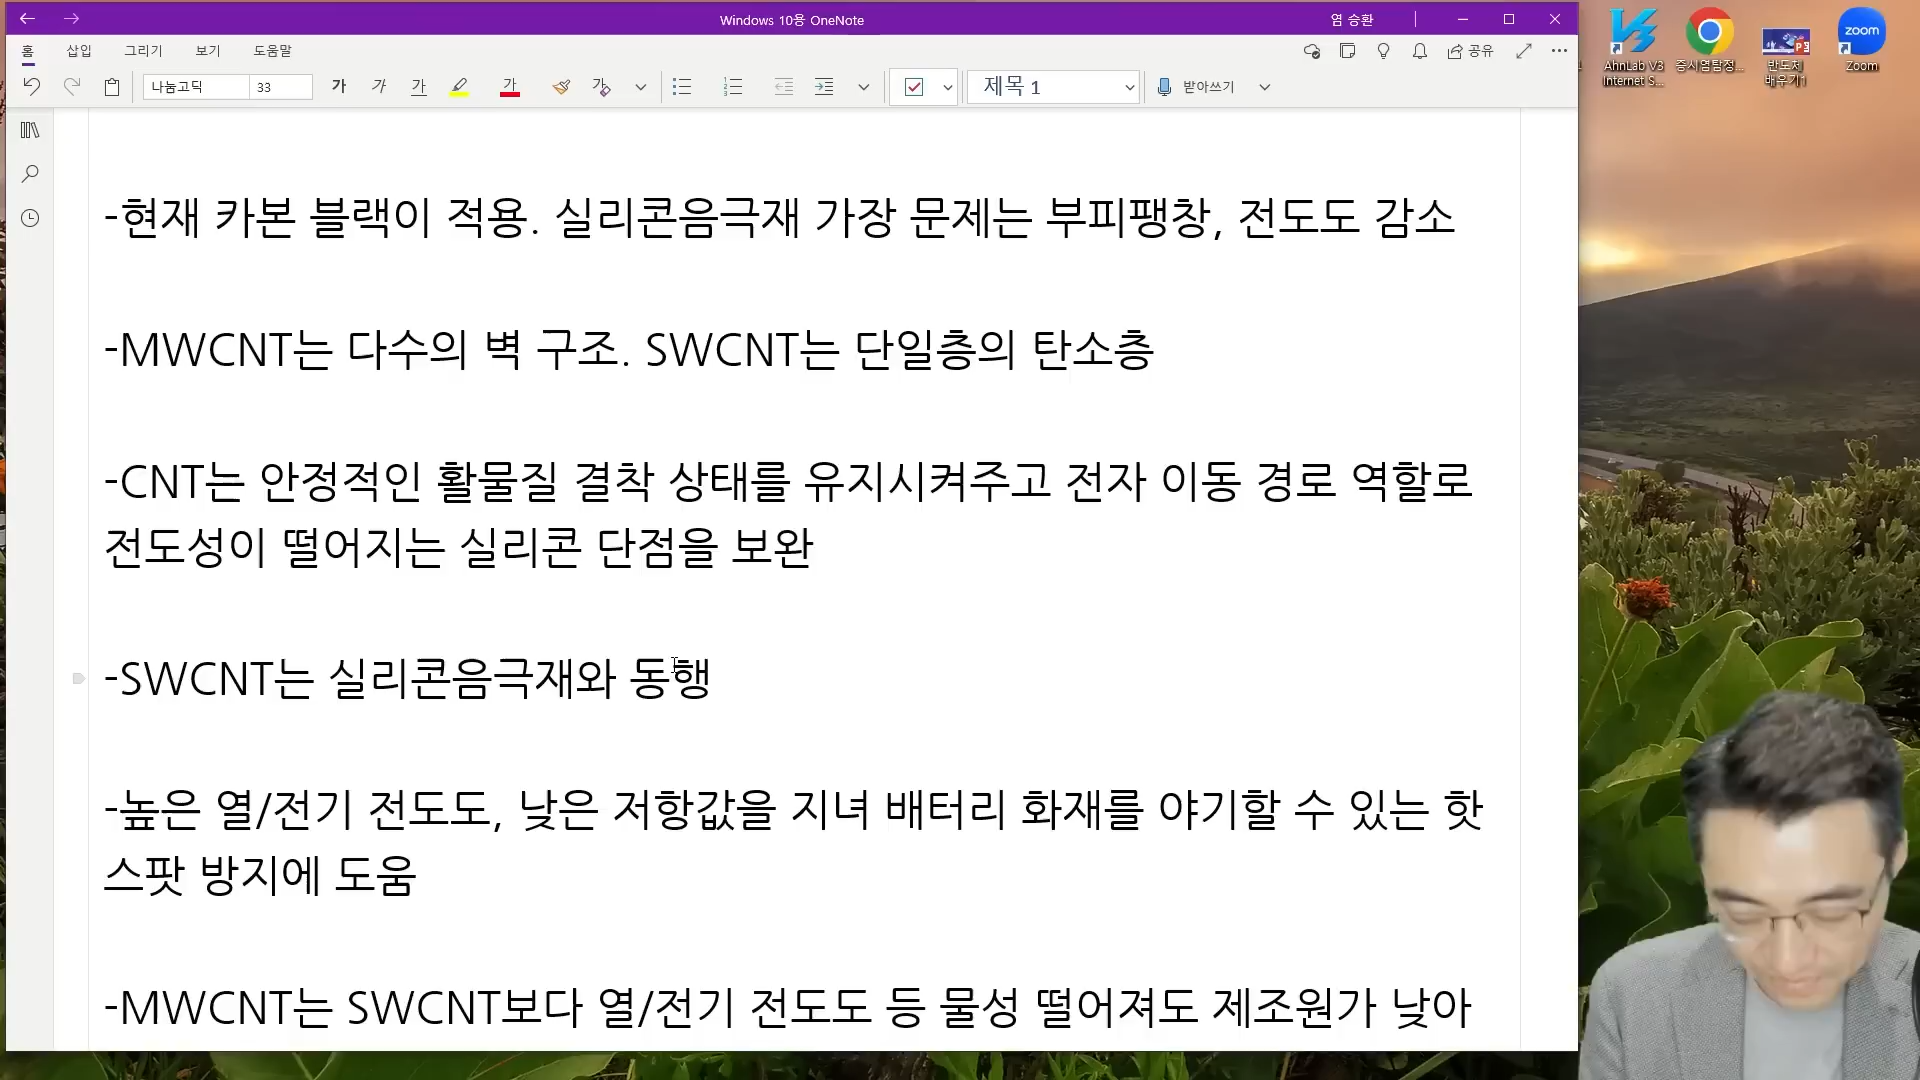 Windows 10용 OneNote
염 승환
홈 삽입 그리기 보기 도움말
공유
나눔고딕 33 가 가 가 가 가 제목 1 받아쓰기
-현재 카본 블랙이 적용. 실리콘음극재 가장 문제는 부피팽창, 전도도 감소
-MWCNT는 다수의 벽 구조. SWCNT는 단일층의 탄소층
-CNT는 안정적인 활물질 결착 상태를 유지시켜주고 전자 이동 경로 역할로
전도성이 떨어지는 실리콘 단점을 보완
-SWCNT는 실리콘음극재와 동행
-높은 열/전기 전도도, 낮은 저항값을 지녀 배터리 화재를 야기할 수 있는 핫
스팟 방지에 도움
-MWCNT는 SWCNT보다 열/전기 전도도 등 물성 떨어져도 제조원가 낮아
AhnLab V3
Internet S...
증시염탐정...
반도체
배우기1
zoom
Zoom